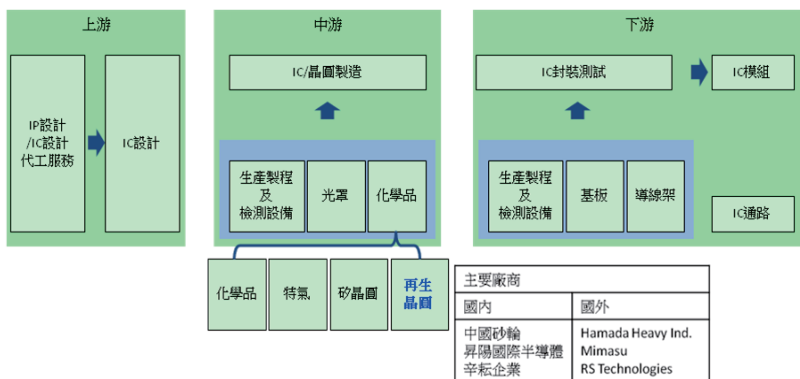 上游
IP設計
/IC設計
代工服務
IC設計
中游
IC/晶圓製造
生產製程
及
檢測設備
光罩
化學品
化學品
特氣
矽晶圓
再生
晶圓
下游
IC封裝測試
IC模組
生產製程
及
檢測設備
基板
導線架
IC通路
主要廠商
國內
國外
中國砂輪
昇陽國際半導體
辛耘企業
Hamada Heavy Ind.
Mimasu
RS Technologies